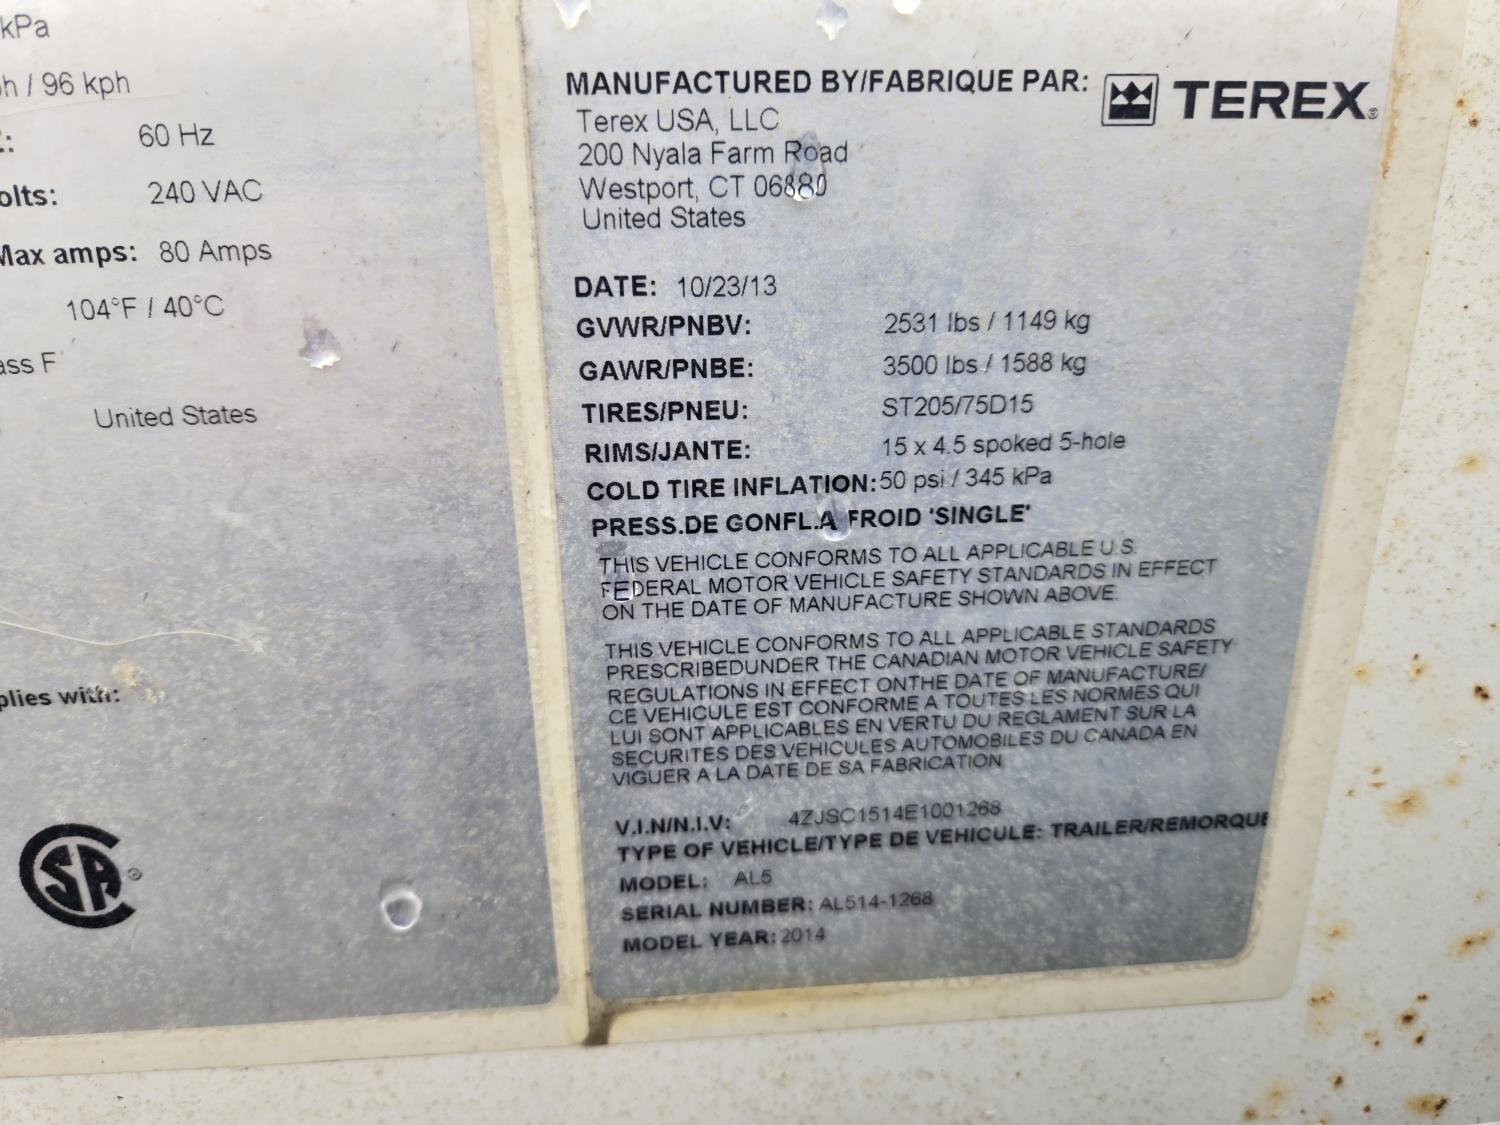 kPa
h / 96 kph
60 Hz
olts: 240 VAC
Max amps: 80 Amps
104°F / 40°C
ass F
United States
plies with:
MANUFACTURED BY/FABRIQUE PAR: TEREX®
Terex USA, LLC
200 Nyala Farm Road
Westport, CT 06880
United States
DATE: 10/23/13
GVWR/PNBV: 2531 lbs / 1149 kg
GAWR/PNBE: 3500 lbs / 1588 kg
TIRES/PNEU: ST205/75D15
RIMS/JANTE: 15 x 4.5 spoked 5-hole
COLD TIRE INFLATION: 50 psi / 345 kPa
PRESS.DE GONFL.A FROID 'SINGLE'
THIS VEHICLE CONFORMS TO ALL APPLICABLE U.S.
FEDERAL MOTOR VEHICLE SAFETY STANDARDS IN EFFECT
ON THE DATE OF MANUFACTURE SHOWN ABOVE.
THIS VEHICLE CONFORMS TO ALL APPLICABLE STANDARDS
PRESCRIBEDUNDER THE CANADIAN MOTOR VEHICLE SAFETY
REGULATIONS IN EFFECT ONTHE DATE OF MANUFACTURE/
CE VEHICULE EST CONFORME A TOUTES LES NORMES QUI
LUI SONT APPLICABLES EN VERTU DU REGLAMENT SUR LA
SECURITES DES VEHICULES AUTOMOBILES DU CANADA EN
VIGUER A LA DATE DE SA FABRICATION
V.I.N/N.I.V: 4ZJSC1514E1001268
TYPE OF VEHICLE/TYPE DE VEHICULE: TRAILER/REMORQUE
MODEL: AL5
SERIAL NUMBER: AL514-1268
MODEL YEAR: 2014
CSA®